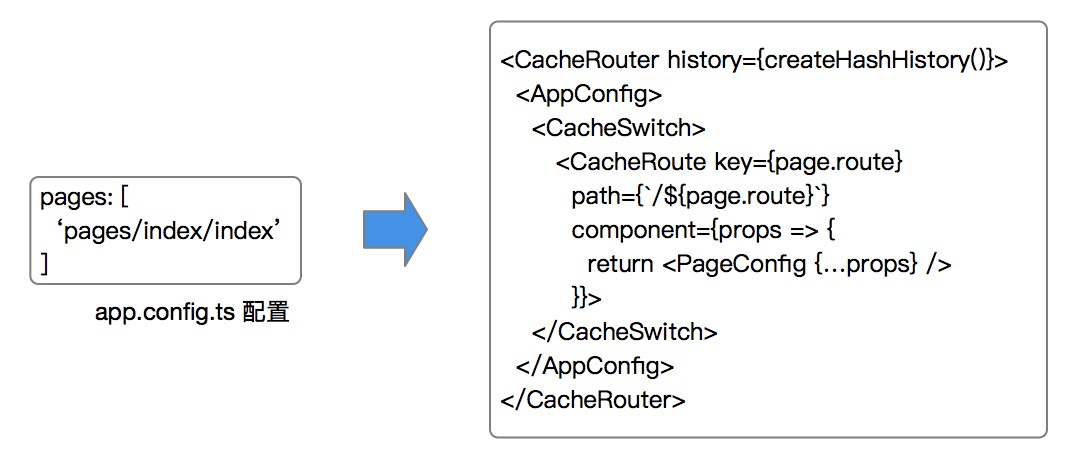 pages: [
‘pages/index/index’
]
app.config.ts 配置
<CacheRouter history={createHashHistory()}>
<AppConfig>
<CacheSwitch>
<CacheRoute key={page.route}
path={`/${page.route}`}
component={props => {
return <PageConfig {...props} />
}}>
</CacheSwitch>
</AppConfig>
</CacheRouter>